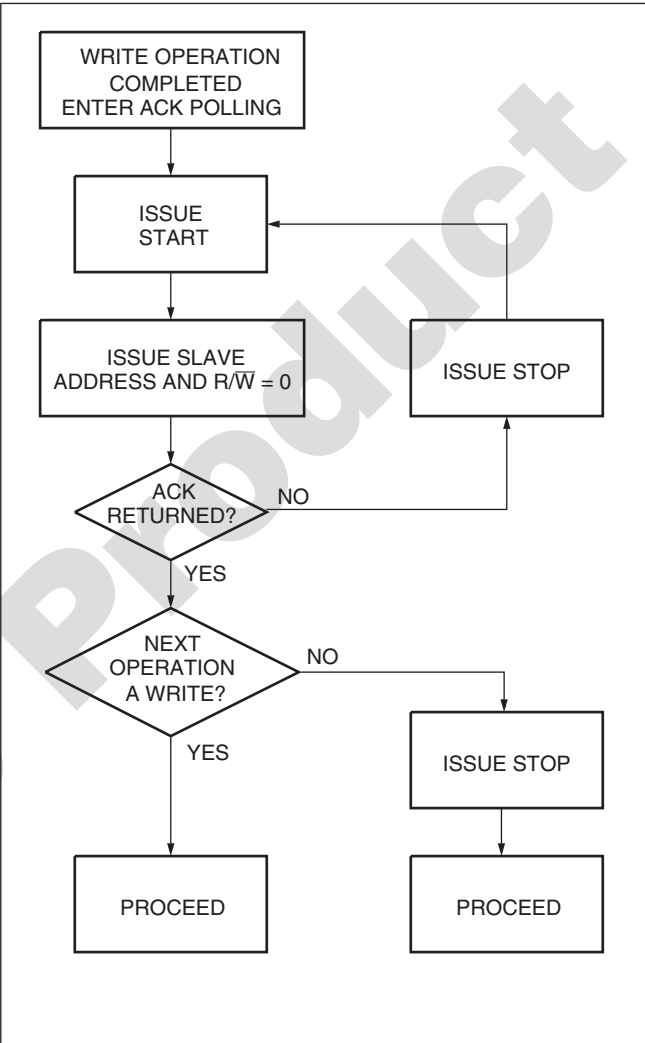 WRITE OPERATION
COMPLETED
ENTER ACK POLLING
ISSUE
START
ISSUE SLAVE
ADDRESS AND R/W̅ = 0
ISSUE STOP
ACK
RETURNED?
NO
YES
NEXT
OPERATION
A WRITE?
NO
YES
ISSUE STOP
PROCEED
PROCEED
Product